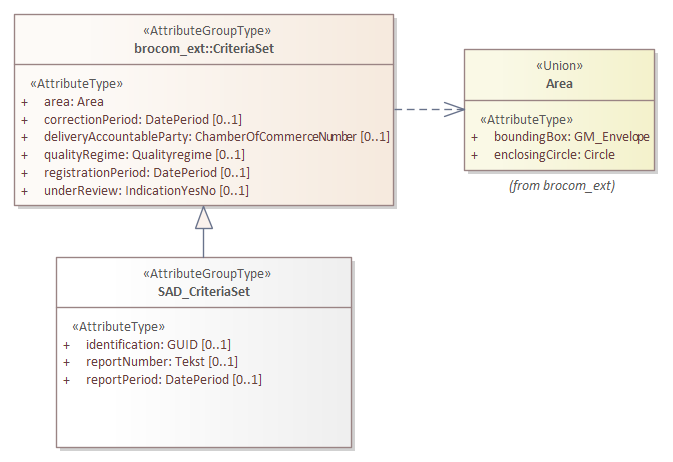 «AttributeGroupType»
brocom_ext::CriteriaSet
«AttributeType»
+ area: Area
+ correctionPeriod: DatePeriod [0..1]
+ deliveryAccountableParty: ChamberOfCommerceNumber [0..1]
+ qualityRegime: Qualityregime [0..1]
+ registrationPeriod: DatePeriod [0..1]
+ underReview: IndicationYesNo [0..1]
«Union»
Area
«AttributeType»
+ boundingBox: GM_Envelope
+ enclosingCircle: Circle
(from brocom_ext)
«AttributeGroupType»
SAD_CriteriaSet
«AttributeType»
+ identification: GUID [0..1]
+ reportNumber: Tekst [0..1]
+ reportPeriod: DatePeriod [0..1]